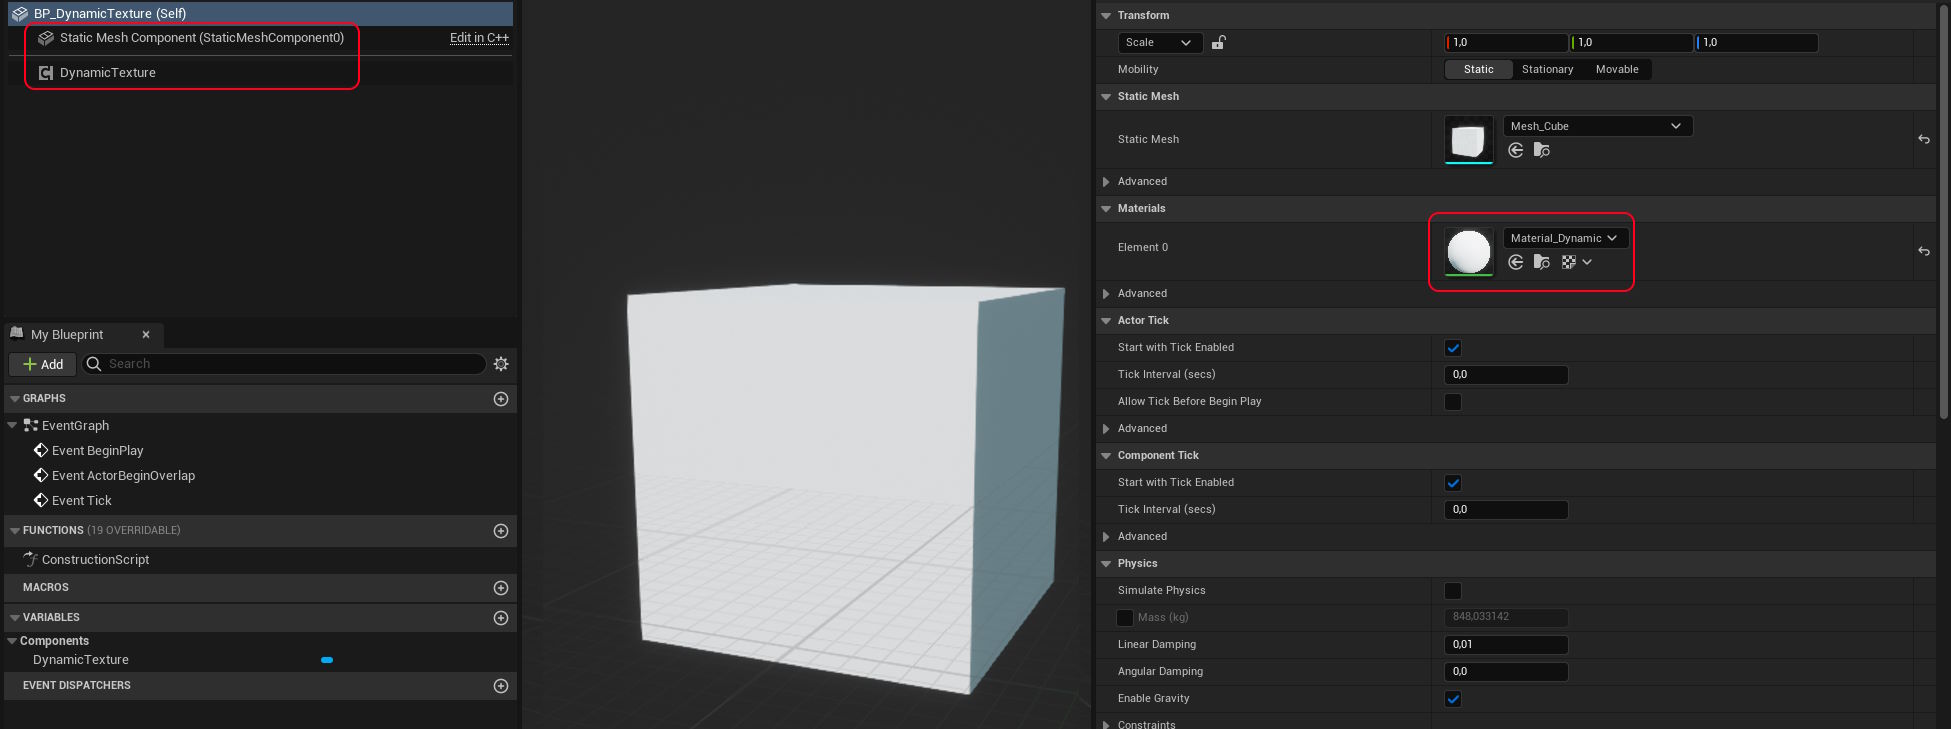 BP_DynamicTexture (Self)
Static Mesh Component (StaticMeshComponent0)
Edit in C++
DynamicTexture
My Blueprint
Add
Search
GRAPHS
EventGraph
Event BeginPlay
Event ActorBeginOverlap
Event Tick
FUNCTIONS (19 OVERRIDABLE)
ConstructionScript
MACROS
VARIABLES
Components
DynamicTexture
EVENT DISPATCHERS
Transform
Scale 1,0 1,0 1,0
Mobility Static Stationary Movable
Static Mesh
Static Mesh Mesh_Cube
Advanced
Materials
Element 0 Material_Dynamic
Advanced
Actor Tick
Start with Tick Enabled
Tick Interval (secs) 0,0
Allow Tick Before Begin Play
Advanced
Component Tick
Start with Tick Enabled
Tick Interval (secs) 0,0
Advanced
Physics
Simulate Physics
Mass (kg) 848,033142
Linear Damping 0,01
Angular Damping 0,0
Enable Gravity
Constraints